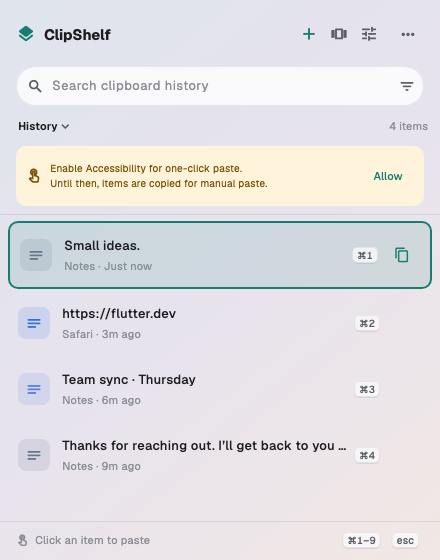 ClipShelf
Search clipboard history
History
4 items
Enable Accessibility for one-click paste.
Until then, items are copied for manual paste.
Allow
Small ideas.
Notes · Just now
⌘1
https://flutter.dev
Safari · 3m ago
⌘2
Team sync · Thursday
Notes · 6m ago
⌘3
Thanks for reaching out. I’ll get back to you ...
Notes · 9m ago
⌘4
Click an item to paste
⌘1–9
esc